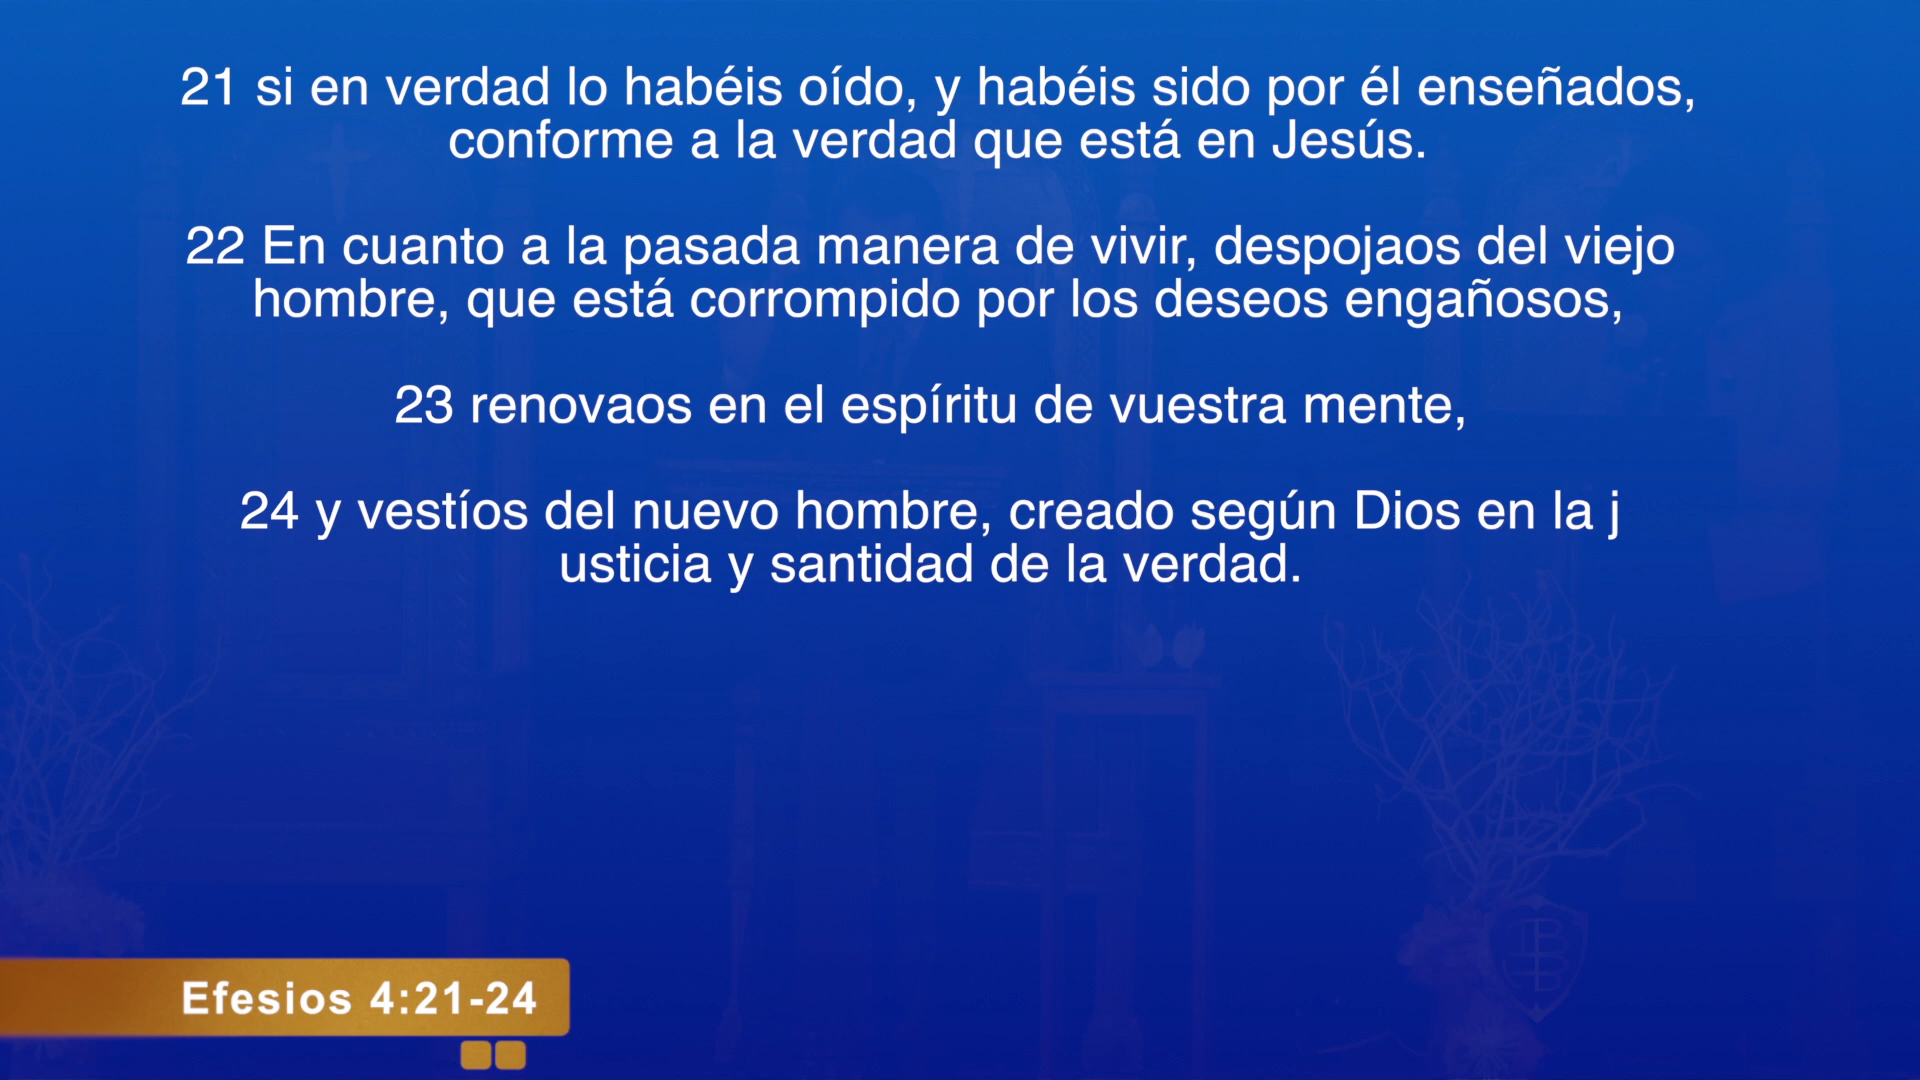 21 si en verdad lo habéis oído, y habéis sido por él enseñados,
conforme a la verdad que está en Jesús.
22 En cuanto a la pasada manera de vivir, despojaos del viejo
hombre, que está corrompido por los deseos engañosos,
23 renovaos en el espíritu de vuestra mente,
24 y vestíos del nuevo hombre, creado según Dios en la j
usticia y santidad de la verdad.
Efesios 4:21-24